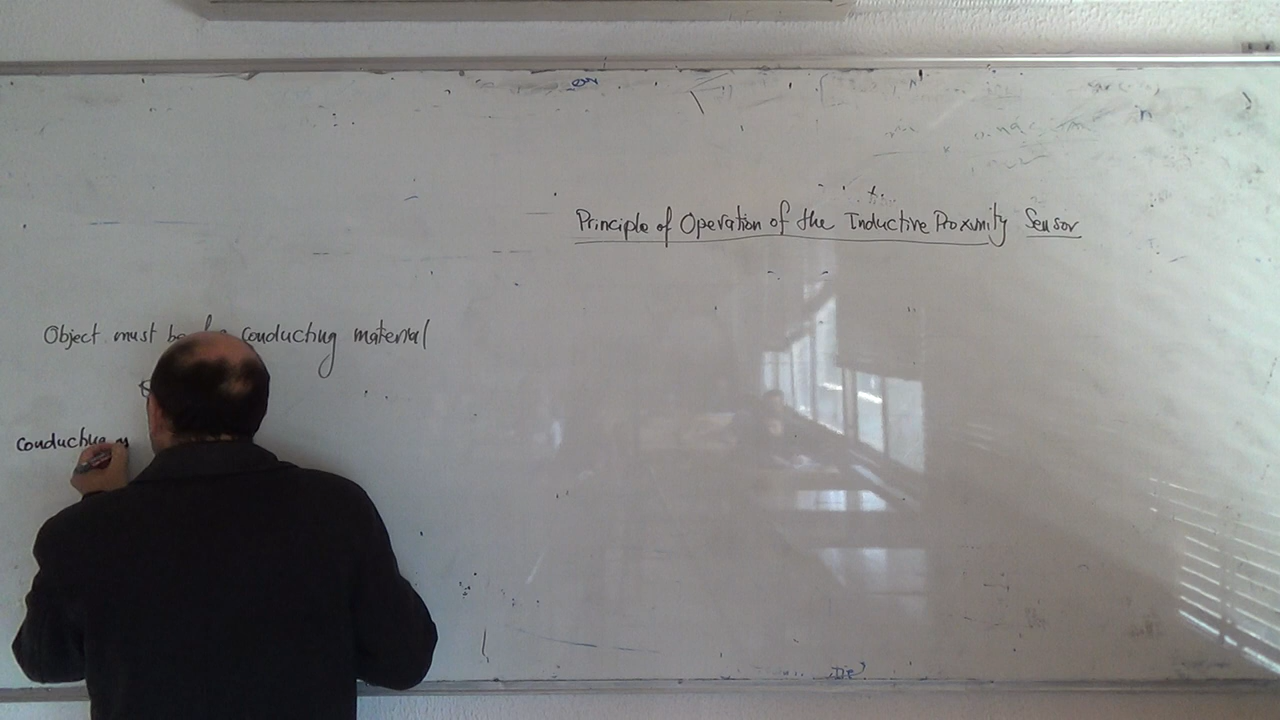 Principle of Operation of the Inductive Proximity Sensor
Object must be conducting material
Conducting